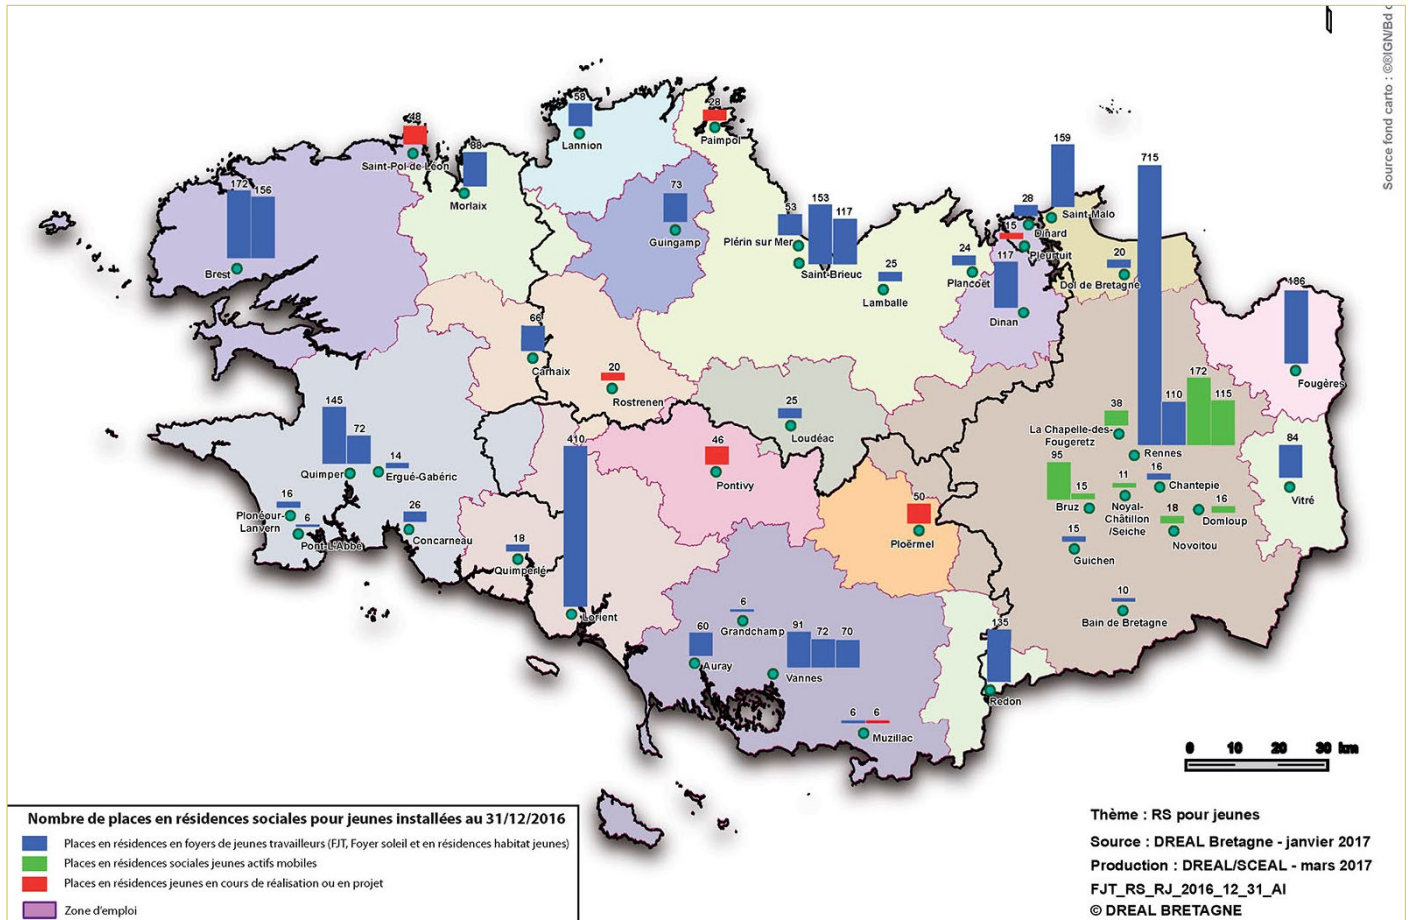 Source fond carto : ©®IGN/Bd c
159
715
58
28
48
Lannion
Paimpol
88
Saint-Pol-de-Léon
172
156
Morlaix
73
153
53
117
28
Saint-Malo
15
Dinard
Guingamp
Plérin sur Mer
Pleurtuit
Brest
24
117
20
Saint-Brieuc
25
Plancoët
Dol de Bretagne
186
Lamballe
Dinan
66
Carhaix
20
Rostrenen
Fougères
172
110
115
38
145
25
La Chapelle-des-
Fougeretz
72
410
Loudéac
Rennes
46
84
14
95
Quimper
Ergué-Gabéric
Pontivy
11
16
Chantepie
Vitré
16
15
50
Bruz
Noyal-
Châtillon
/Seiche
18
16
Domloup
Plonéour-
Lanvern
6
26
Pont-L'Abbé
Concarneau
18
Ploërmel
15
Novoitou
Quimperlé
Guichen
10
6
Lorient
Grandchamp
Bain de Bretagne
60
91
72
70
135
Auray
Vannes
Redon
6
6
Muzillac
0 10 20 30 km
Nombre de places en résidences sociales pour jeunes installées au 31/12/2016
Places en résidences en foyers de jeunes travailleurs (FJT, Foyer soleil et en résidences habitat jeunes)
Places en résidences sociales jeunes actifs mobiles
Places en résidences jeunes en cours de réalisation ou en projet
Zone d'emploi
Thème : RS pour jeunes
Source : DREAL Bretagne - janvier 2017
Production : DREAL/SCEAL - mars 2017
FJT_RS_RJ_2016_12_31_AI
© DREAL BRETAGNE